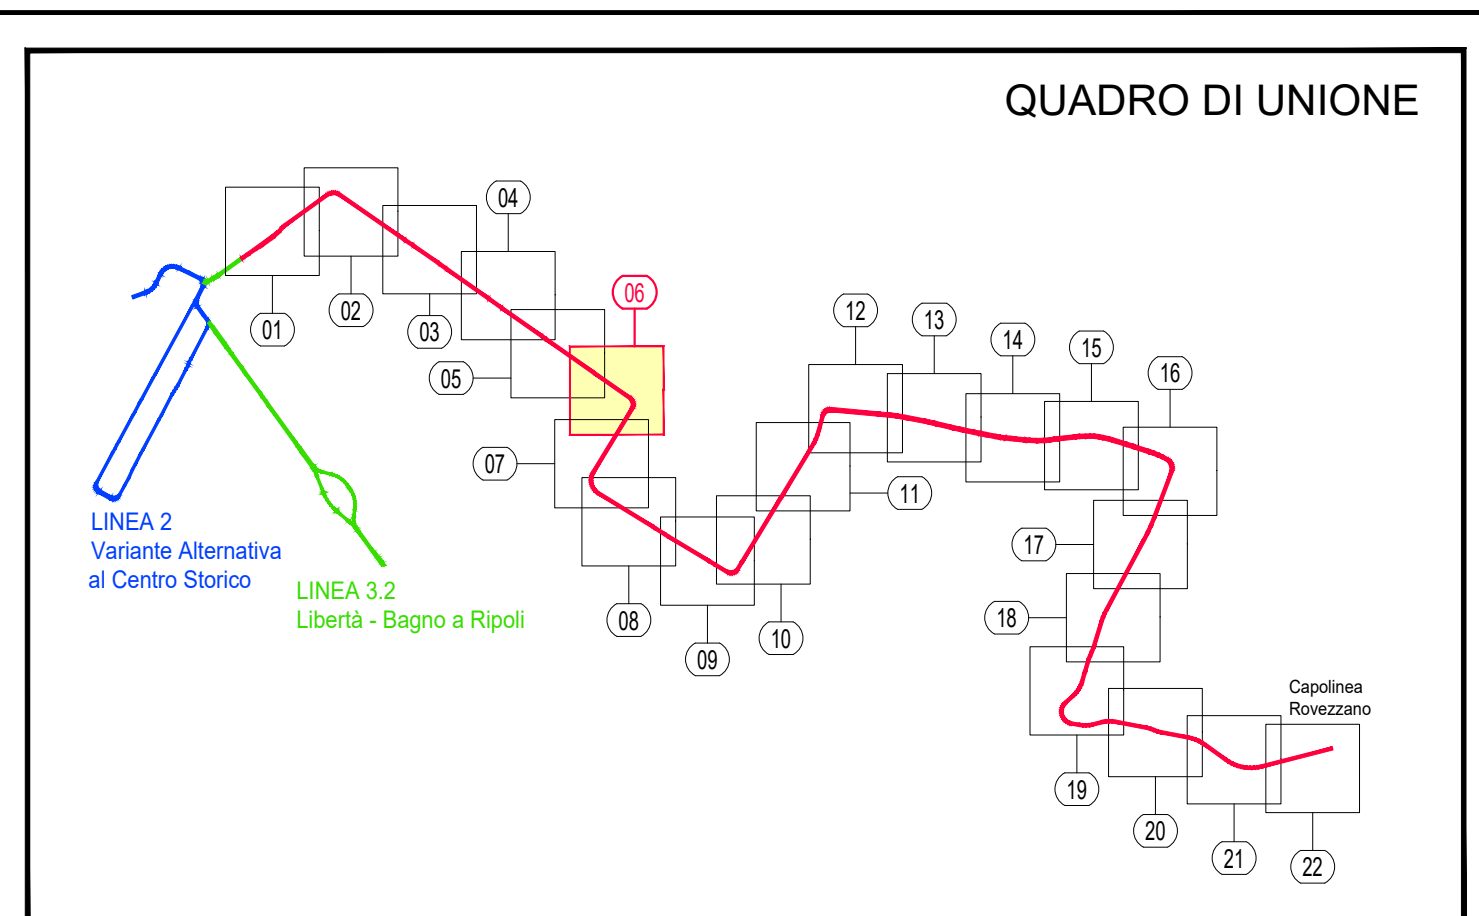 QUADRO DI UNIONE
04
06
01
02
03
05
12
13
14
15
16
07
11
LINEA 2
Variante Alternativa
al Centro Storico
17
LINEA 3.2
Libertà - Bagno a Ripoli
08
09
10
18
Capolinea
Rovezzano
19
20
21
22